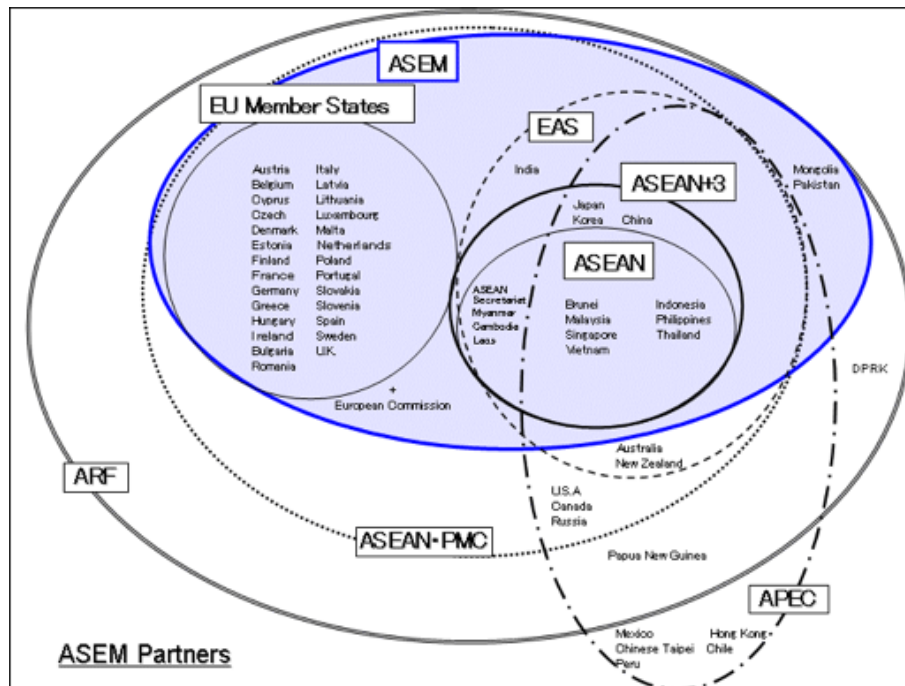 ASEM
EU Member States
EAS
India
ASEAN+3
Mongolia
Pakistan
Austria Italy
Belgium Latvia
Cyprus Lithuania
Czech Luxembourg
Denmark Malta
Estonia Netherlands
Finland Poland
France Portugal
Germany Slovakia
Greece Slovenia
Hungary Spain
Ireland Sweden
Bulgaria U.K.
Romania
+
European Commission
Japan
Korea China
ASEAN
ASEAN
Secretariat
Myanmar
Cambodia
Laos
Brunei Indonesia
Malaysia Philippines
Singapore Thailand
Vietnam
DPRK
Australia
New Zealand
ARF
U.S.A
Canada
Russia
ASEAN・PMC
Papua New Guinea
APEC
Mexico Hong Kong
Chinese Taipei Chile
Peru
ASEM Partners